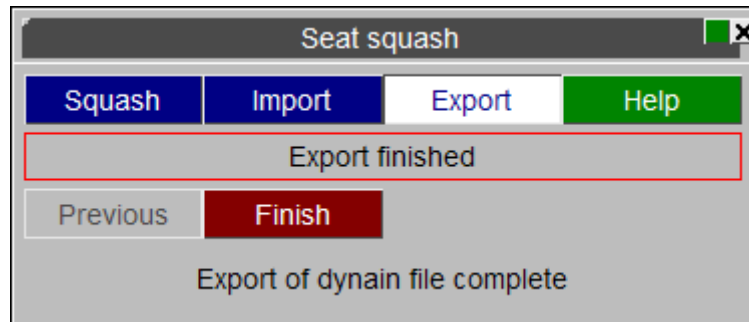 Seat squash
Squash Import Export Help
Export finished
Previous Finish
Export of dynain file complete